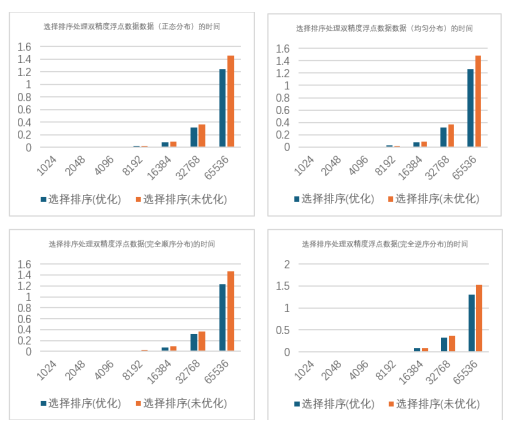 选择排序处理双精度浮点数据数据（正态分布）的时间
1.6
1.4
1.2
1
0.8
0.6
0.4
0.2
0
1024 2048 4096 8192 16384 32768 65536
选择排序(优化) 选择排序(未优化)
选择排序处理双精度浮点数据数据（均匀分布）的时间
1.6
1.4
1.2
1
0.8
0.6
0.4
0.2
0
1024 2048 4096 8192 16384 32768 65536
选择排序(优化) 选择排序(未优化)
选择排序处理双精度浮点数据(完全顺序分布)的时间
1.6
1.4
1.2
1
0.8
0.6
0.4
0.2
0
1024 2048 4096 8192 16384 32768 65536
选择排序(优化) 选择排序(未优化)
选择排序处理双精度浮点数据(完全逆序分布)的时间
2
1.5
1
0.5
0
1024 2048 4096 8192 16384 32768 65536
选择排序(优化) 选择排序(未优化)